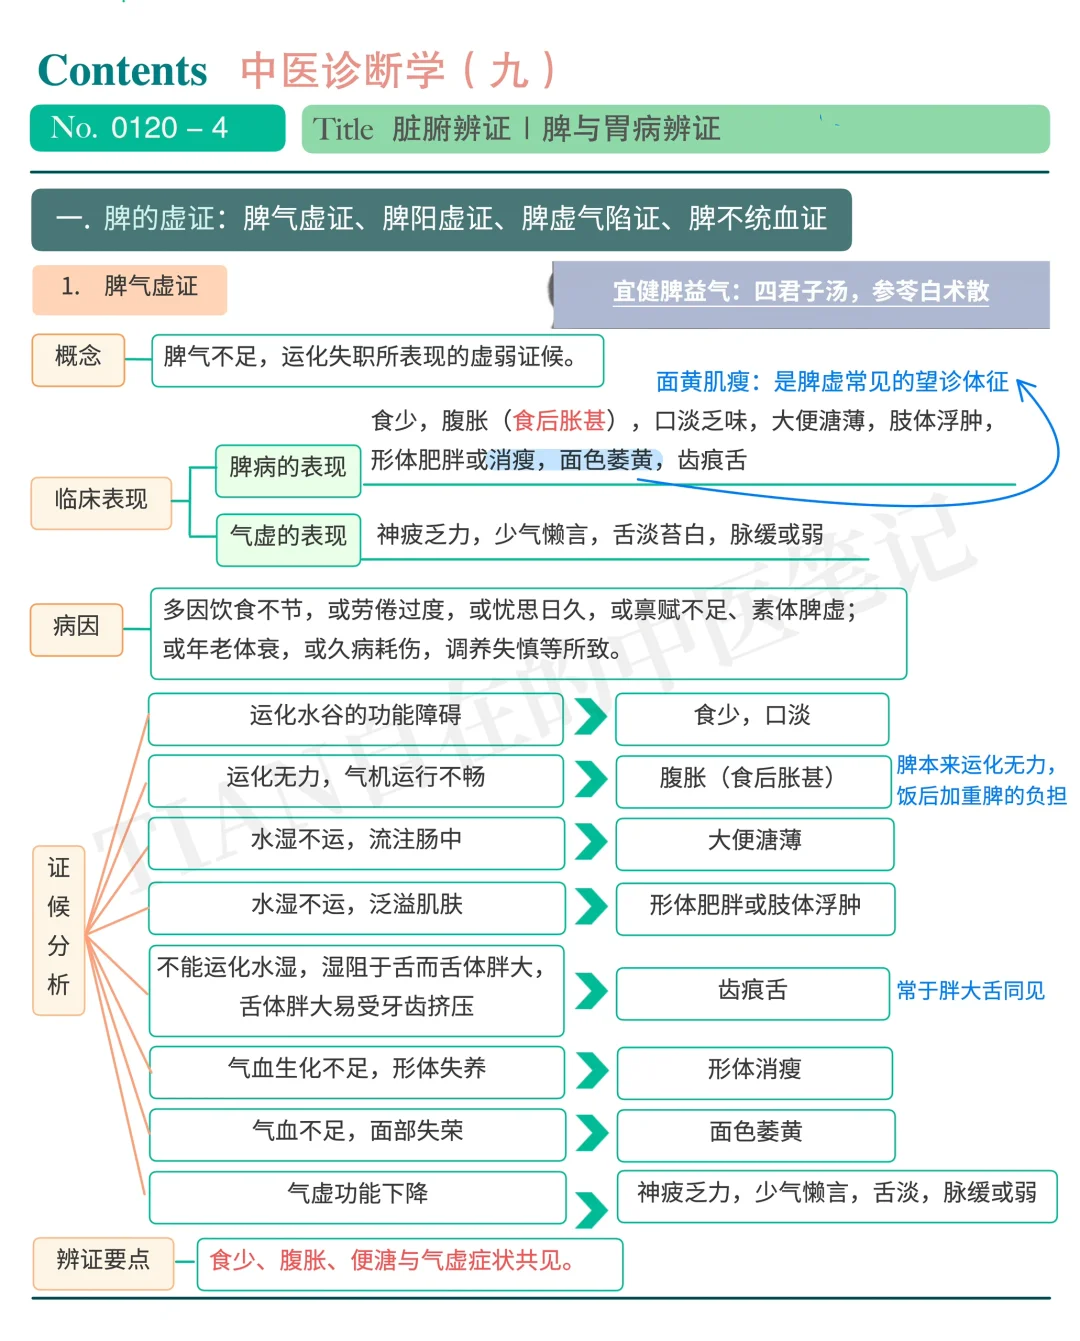 Contents 中医诊断学（九）
No. 0120 – 4
Title 脏腑辨证 | 脾与胃病辨证
一. 脾的虚证：脾气虚证、脾阳虚证、脾虚气陷证、脾不统血证
1. 脾气虚证
宜健脾益气：四君子汤，参苓白术散
概念
脾气不足，运化失职所表现的虚弱证候。
面黄肌瘦：是脾虚常见的望诊体征
临床表现
脾病的表现
食少，腹胀（食后胀甚），口淡乏味，大便溏薄，肢体浮肿，
形体肥胖或消瘦，面色萎黄，齿痕舌
气虚的表现
神疲乏力，少气懒言，舌淡苔白，脉缓或弱
病因
多因饮食不节，或劳倦过度，或忧思日久，或禀赋不足、素体脾虚；
或年老体衰，或久病耗伤，调养失慎等所致。
证候分析
运化水谷的功能障碍
食少，口淡
运化无力，气机运行不畅
腹胀（食后胀甚）
脾本来运化无力，
饭后加重脾的负担
水湿不运，流注肠中
大便溏薄
水湿不运，泛溢肌肤
形体肥胖或肢体浮肿
不能运化水湿，湿阻于舌而舌体胖大，
舌体胖大易受牙齿挤压
齿痕舌
常于胖大舌同见
气血生化不足，形体失养
形体消瘦
气血不足，面部失荣
面色萎黄
气虚功能下降
神疲乏力，少气懒言，舌淡，脉缓或弱
辨证要点
食少、腹胀、便溏与气虚症状共见。
TIAN自在的中医笔记